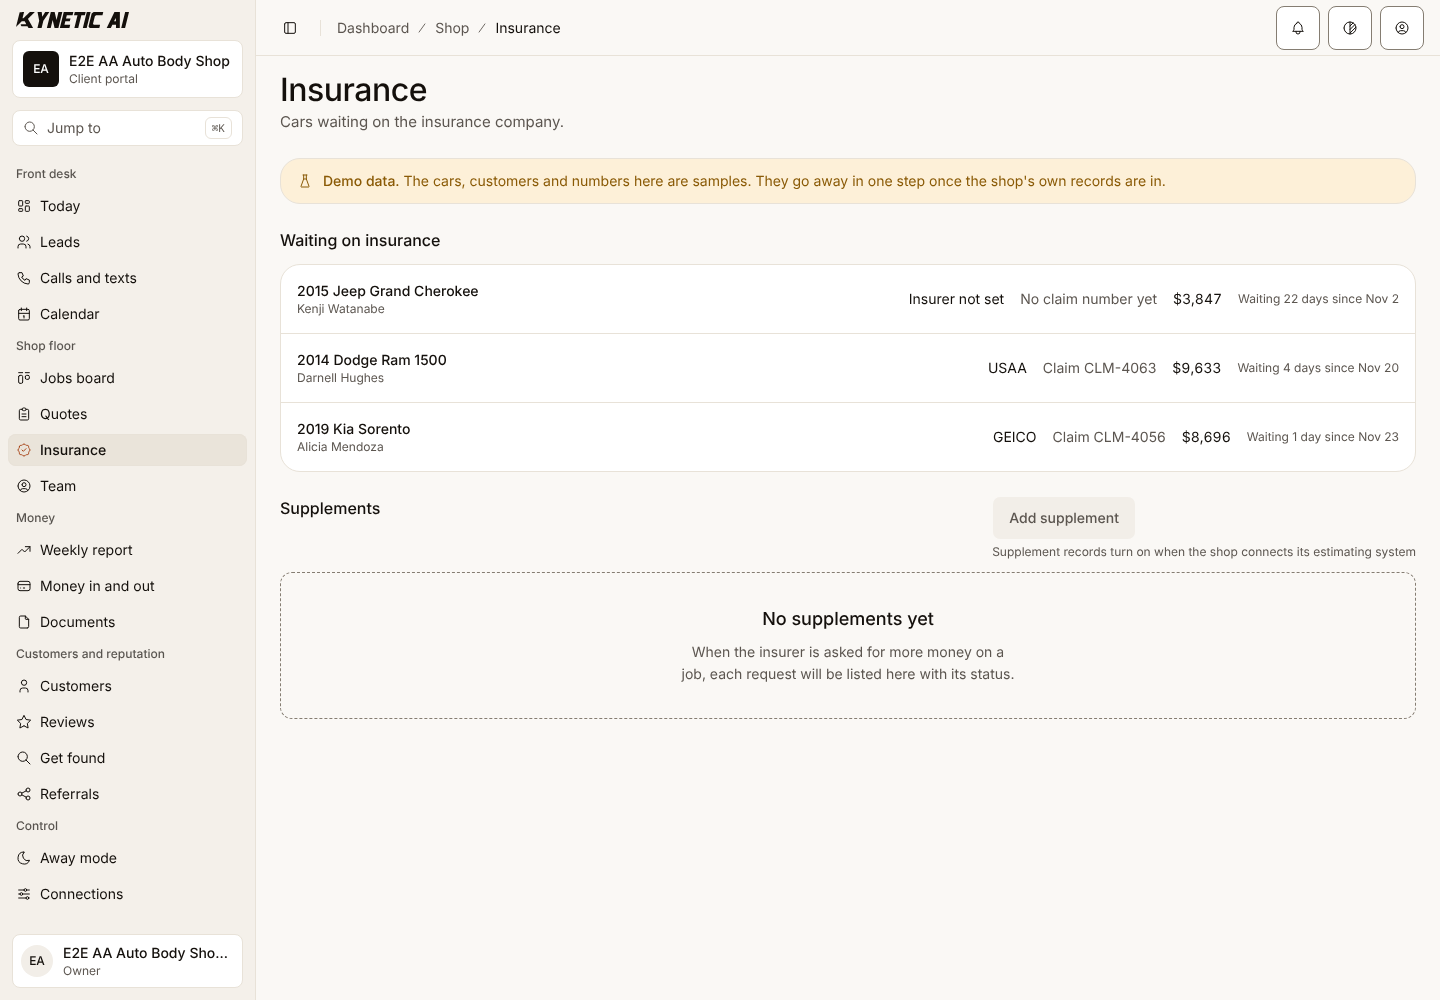 KYNETIC AI
EA
E2E AA Auto Body Shop
Client portal
Jump to
⌘K
Front desk
Today
Leads
Calls and texts
Calendar
Shop floor
Jobs board
Quotes
Insurance
Team
Money
Weekly report
Money in and out
Documents
Customers and reputation
Customers
Reviews
Get found
Referrals
Control
Away mode
Connections
EA
E2E AA Auto Body Sho...
Owner
Dashboard / Shop / Insurance
Insurance
Cars waiting on the insurance company.
Demo data. The cars, customers and numbers here are samples. They go away in one step once the shop's own records are in.
Waiting on insurance
2015 Jeep Grand Cherokee
Kenji Watanabe
Insurer not set No claim number yet $3,847 Waiting 22 days since Nov 2
2014 Dodge Ram 1500
Darnell Hughes
USAA Claim CLM-4063 $9,633 Waiting 4 days since Nov 20
2019 Kia Sorento
Alicia Mendoza
GEICO Claim CLM-4056 $8,696 Waiting 1 day since Nov 23
Supplements
Add supplement
Supplement records turn on when the shop connects its estimating system
No supplements yet
When the insurer is asked for more money on a
job, each request will be listed here with its status.